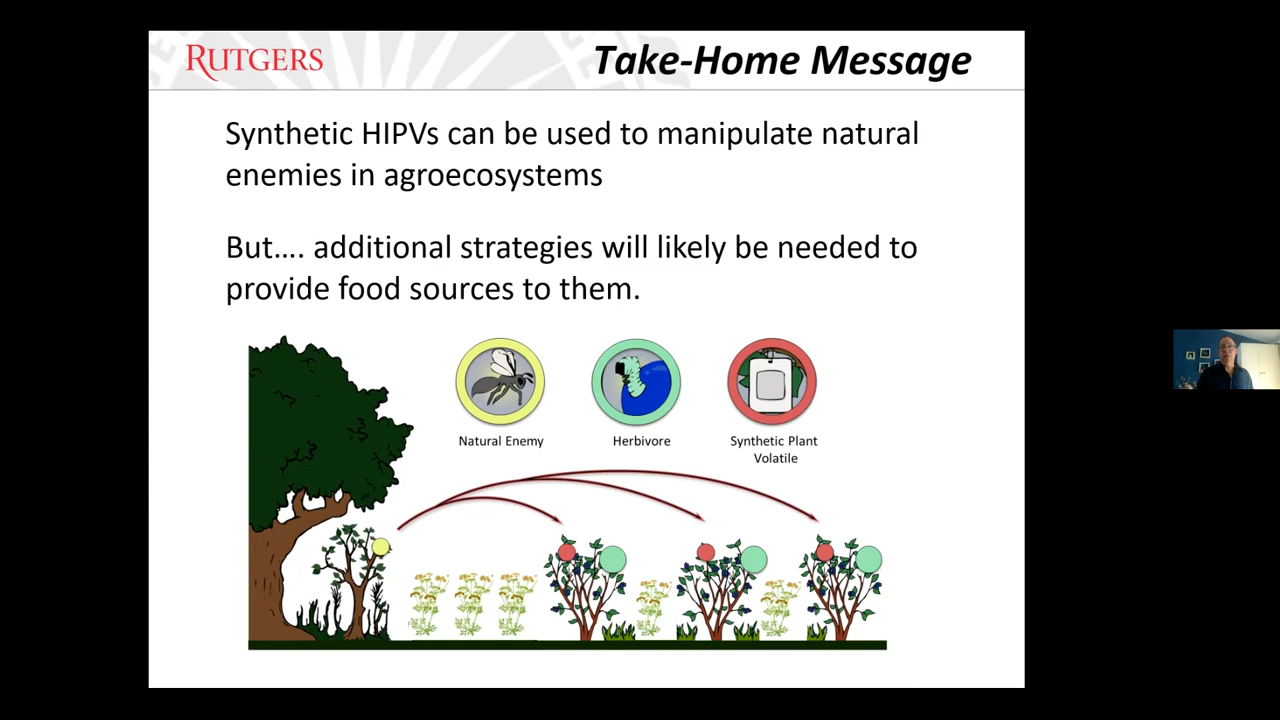 RUTGERS
Take-Home Message
Synthetic HIPVs can be used to manipulate natural
enemies in agroecosystems
But…. additional strategies will likely be needed to
provide food sources to them.
Natural Enemy
Herbivore
Synthetic Plant
Volatile